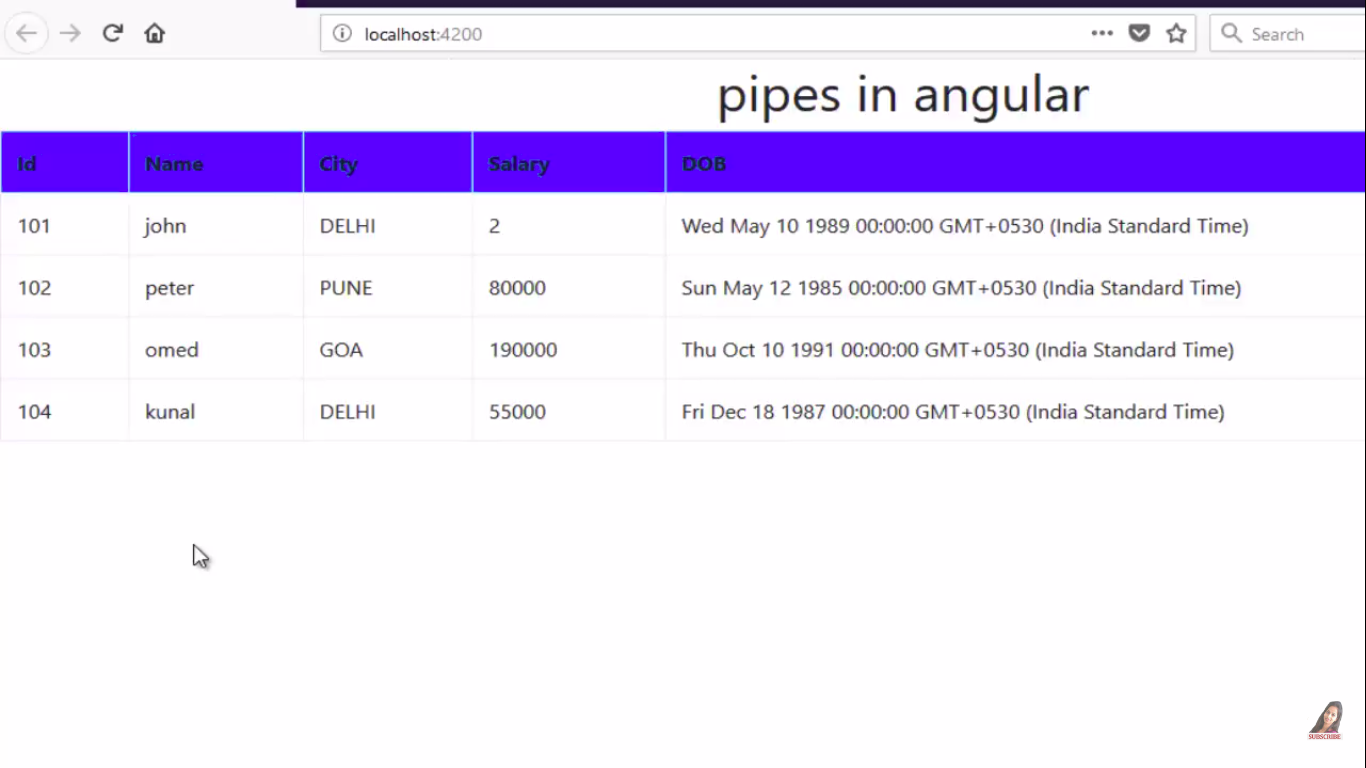 localhost:4200
Search
pipes in angular
Id Name City Salary DOB
101 john DELHI 2 Wed May 10 1989 00:00:00 GMT+0530 (India Standard Time)
102 peter PUNE 80000 Sun May 12 1985 00:00:00 GMT+0530 (India Standard Time)
103 omed GOA 190000 Thu Oct 10 1991 00:00:00 GMT+0530 (India Standard Time)
104 kunal DELHI 55000 Fri Dec 18 1987 00:00:00 GMT+0530 (India Standard Time)
SUBSCRIBE